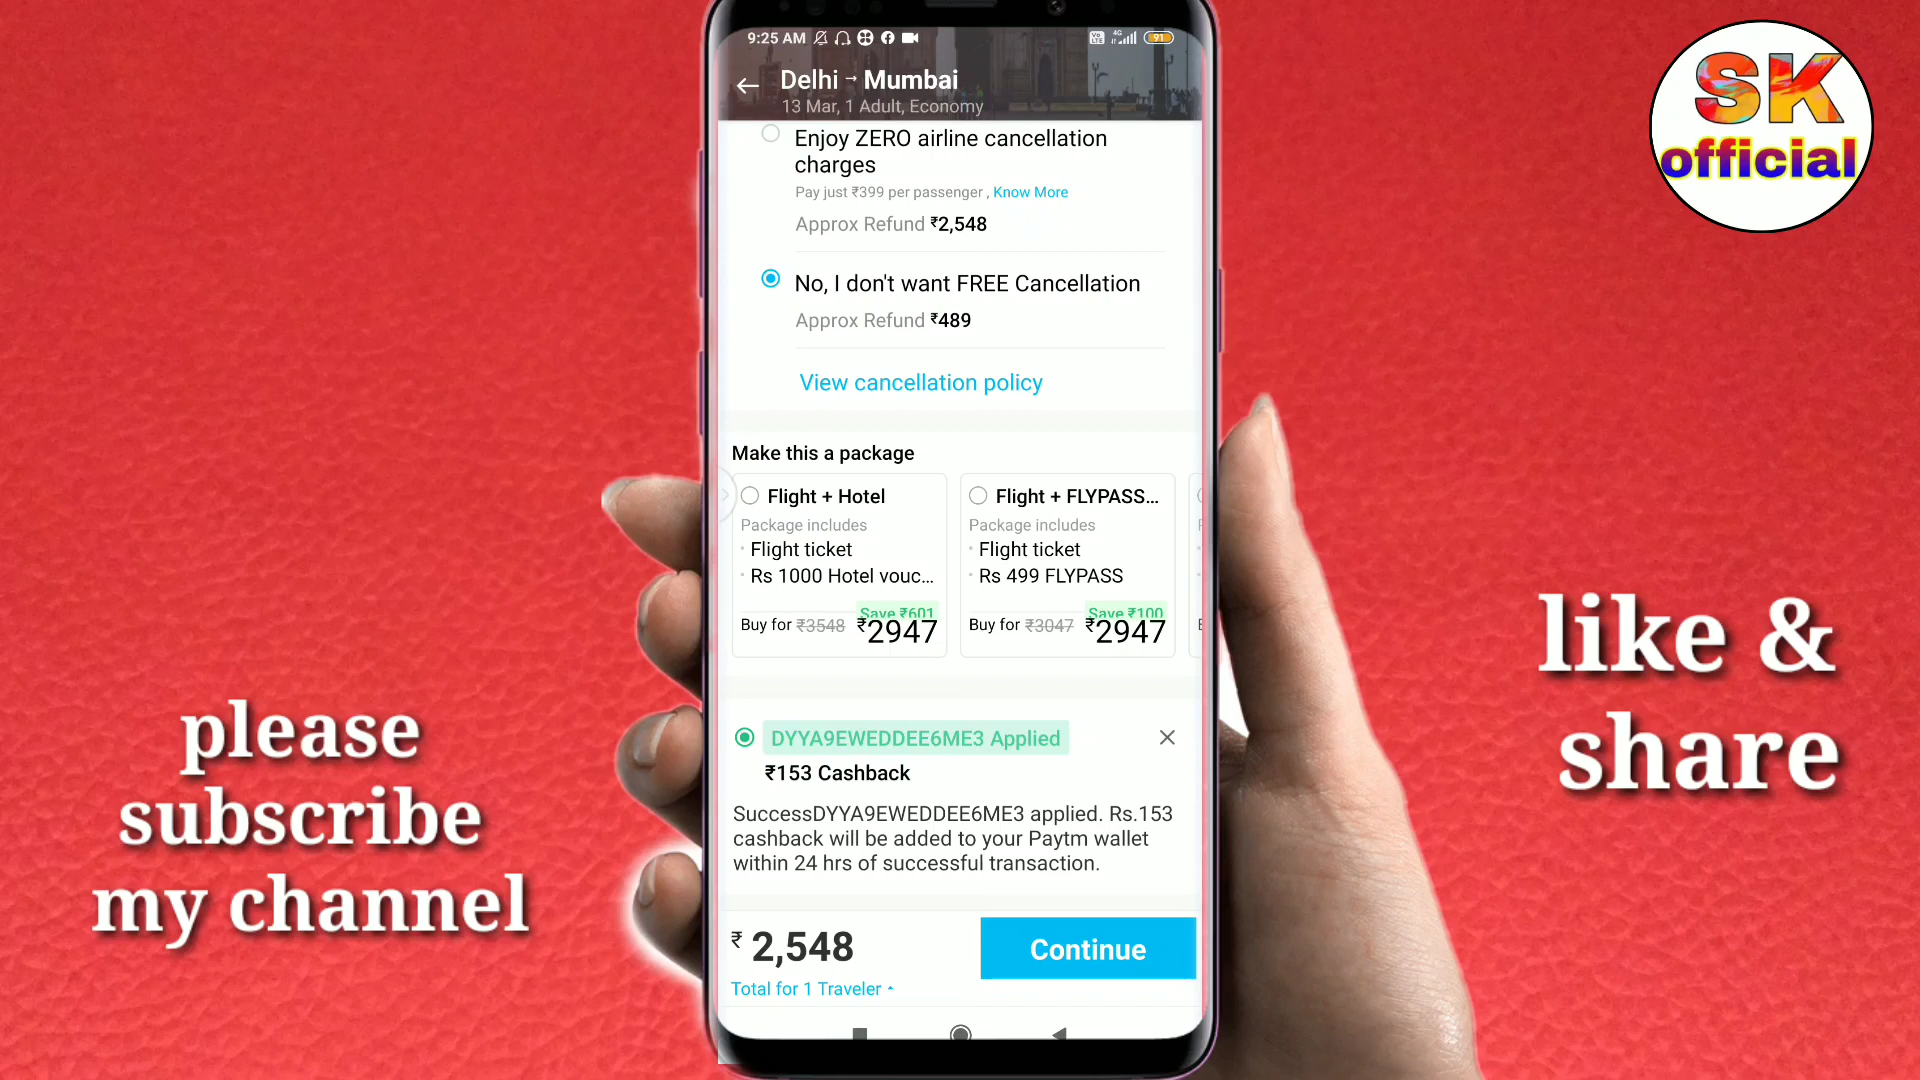 9:25 AM
91
Delhi → Mumbai
13 Mar, 1 Adult, Economy
Enjoy ZERO airline cancellation
charges
Pay just ₹399 per passenger , Know More
Approx Refund ₹2,548
No, I don't want FREE Cancellation
Approx Refund ₹489
View cancellation policy
Make this a package
Flight + Hotel
Package includes
Flight ticket
Rs 1000 Hotel vouc...
Save ₹601
Buy for ₹3548 ₹2947
Flight + FLYPASS...
Package includes
Flight ticket
Rs 499 FLYPASS
Save ₹100
Buy for ₹3047 ₹2947
DYYA9EWEDDEE6ME3 Applied
₹153 Cashback
SuccessDYYA9EWEDDEE6ME3 applied. Rs.153
cashback will be added to your Paytm wallet
within 24 hrs of successful transaction.
₹ 2,548
Total for 1 Traveler
Continue
please
subscribe
my channel
SK
official
like &
share